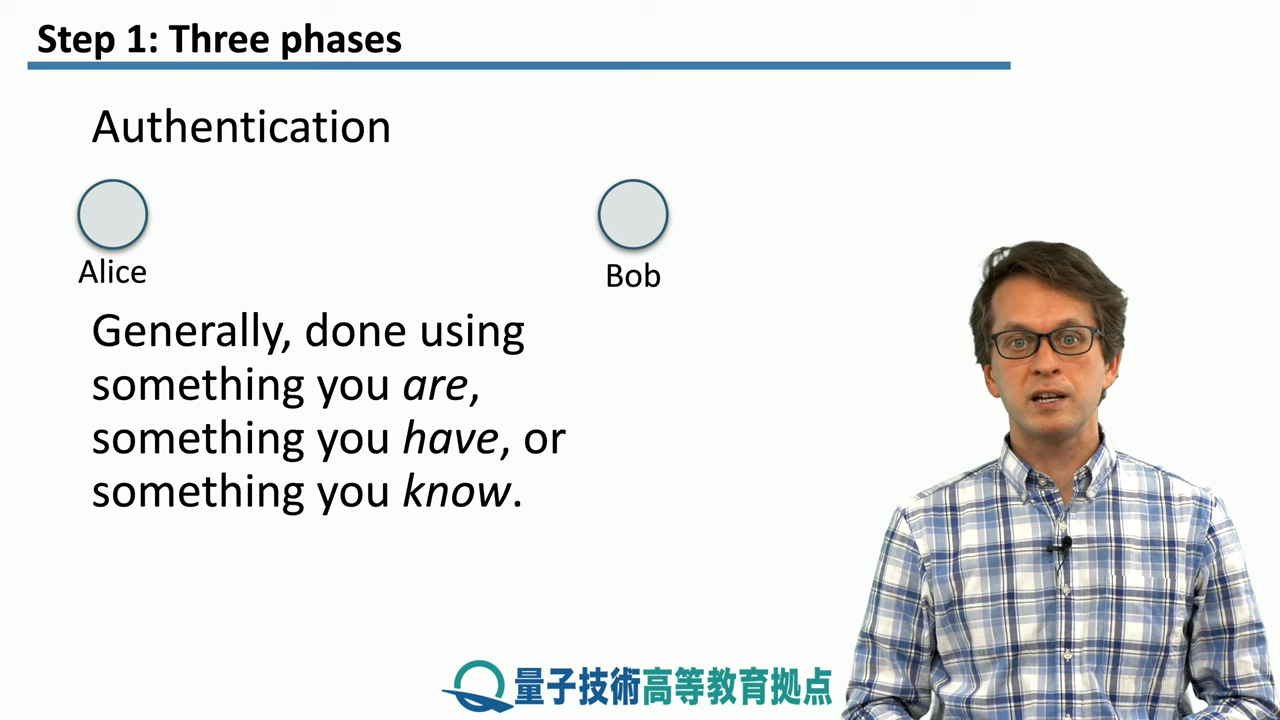 Step 1: Three phases
Authentication
Alice
Bob
Generally, done using
something you are,
something you have, or
something you know.
量子技術高等教育拠点